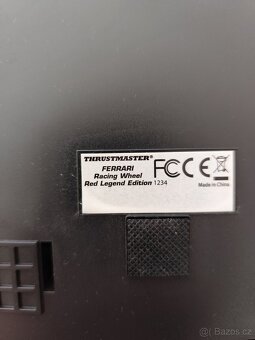 THRUSTMASTER®
FERRARI
Racing Wheel
Red Legend Edition 1234
FC CE
Made in China
Bazos.cz